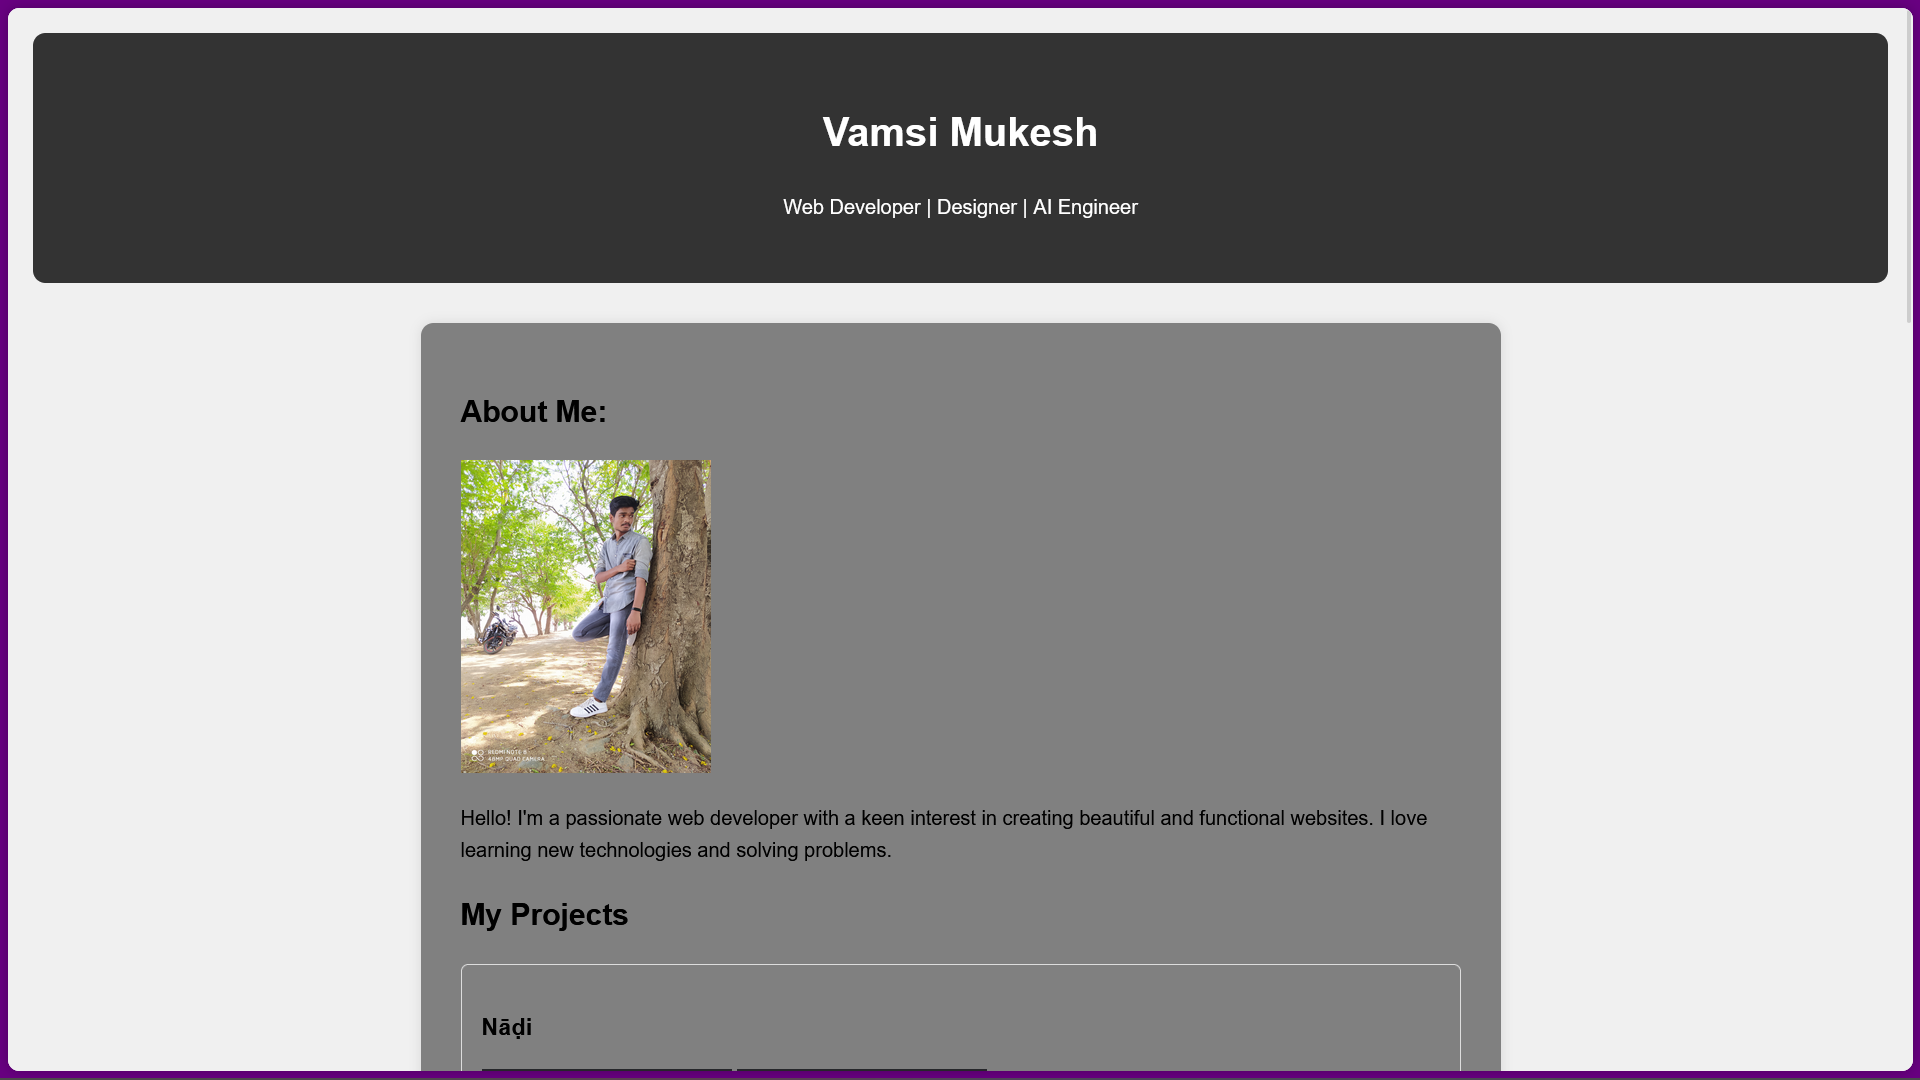 Vamsi Mukesh
Web Developer | Designer | AI Engineer
About Me:
REDMI NOTE 8
48MP QUAD CAMERA
Hello! I'm a passionate web developer with a keen interest in creating beautiful and functional websites. I love
learning new technologies and solving problems.
My Projects
Nāḍi